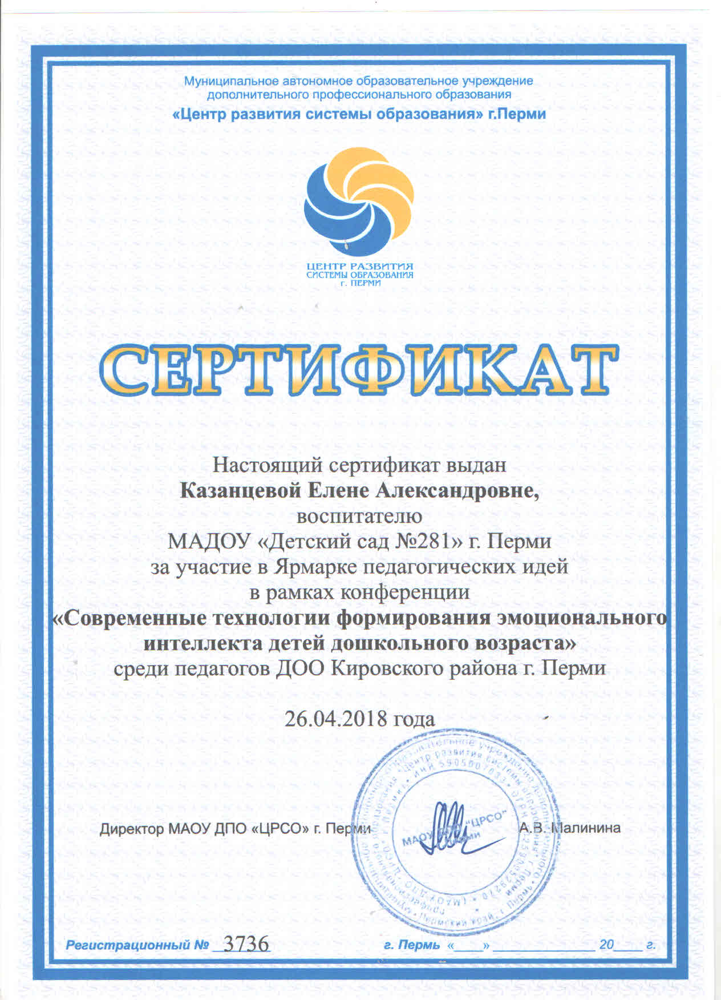 Муниципальное автономное образовательное учреждение
дополнительного профессионального образования
«Центр развития системы образования» г.Перми
ЦЕНТР РАЗВИТИЯ
СИСТЕМЫ ОБРАЗОВАНИЯ
г. ПЕРМИ
СЕРТИФИКАТ
Настоящий сертификат выдан
Казанцевой Елене Александровне,
воспитателю
МАДОУ «Детский сад №281» г. Перми
за участие в Ярмарке педагогических идей
в рамках конференции
«Современные технологии формирования эмоционального
интеллекта детей дошкольного возраста»
среди педагогов ДОО Кировского района г. Перми
26.04.2018 года
Директор МАОУ ДПО «ЦРСО» г. Перми А.В. Малинина
МАОУ ДПО "ЦРСО"
г. Перми
Регистрационный № 3736 г. Пермь «____» ______________ 20____ г.